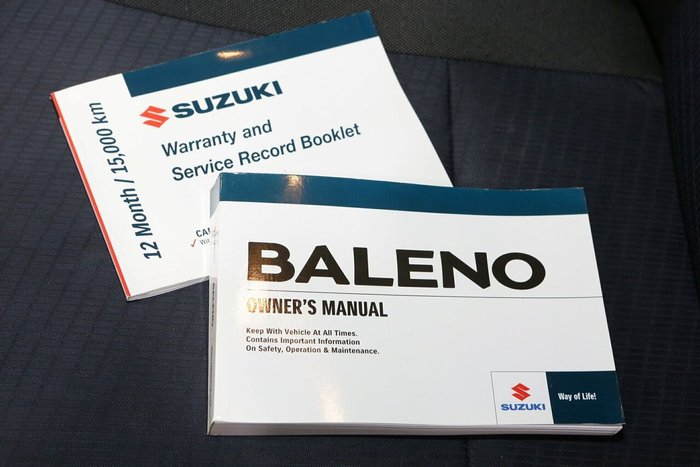 SUZUKI
Warranty and
Service Record Booklet
12 Month / 15,000 km
BALENO
OWNER'S MANUAL
Keep With Vehicle At All Times.
Contains Important Information
On Safety, Operation & Maintenance.
SUZUKI
Way of Life!